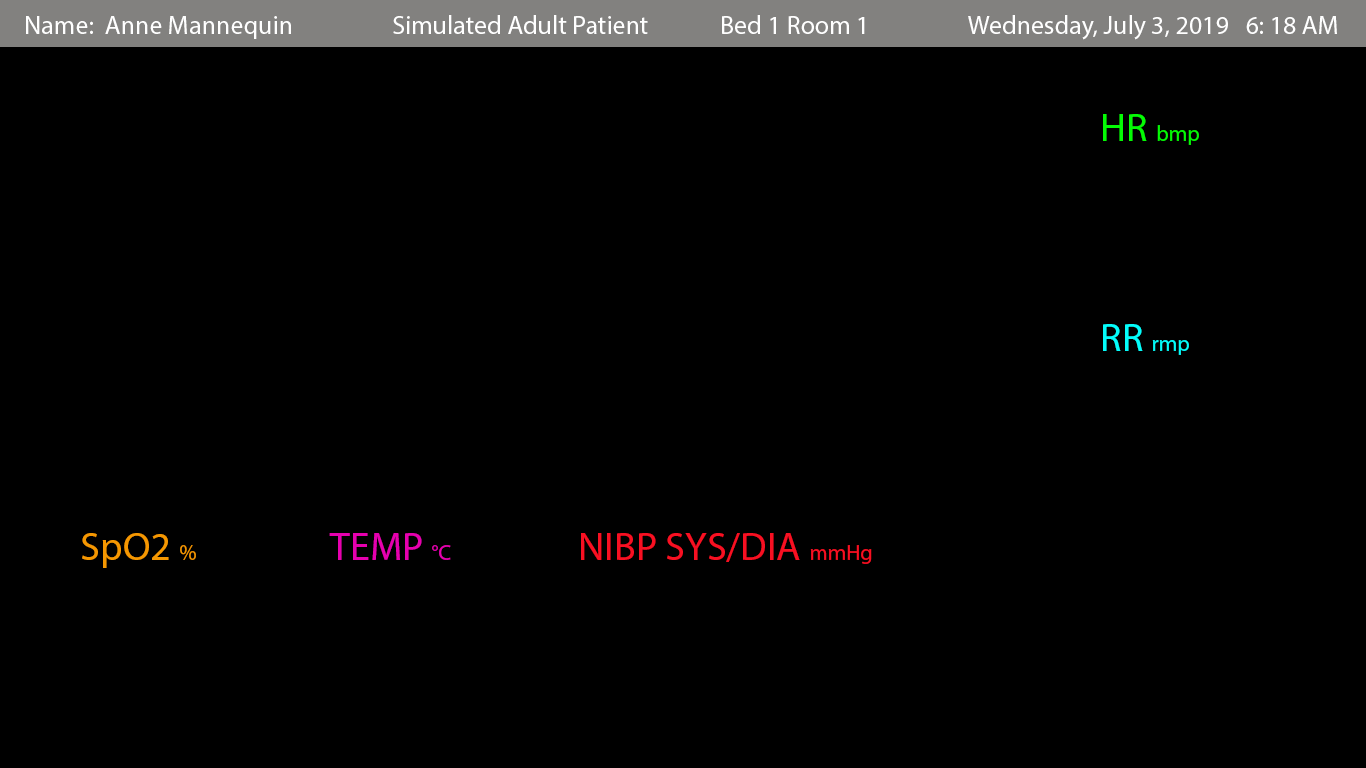 Name: Anne Mannequin Simulated Adult Patient Bed 1 Room 1 Wednesday, July 3, 2019 6: 18 AM
HR bmp
RR rmp
SpO2 % TEMP °C NIBP SYS/DIA mmHg